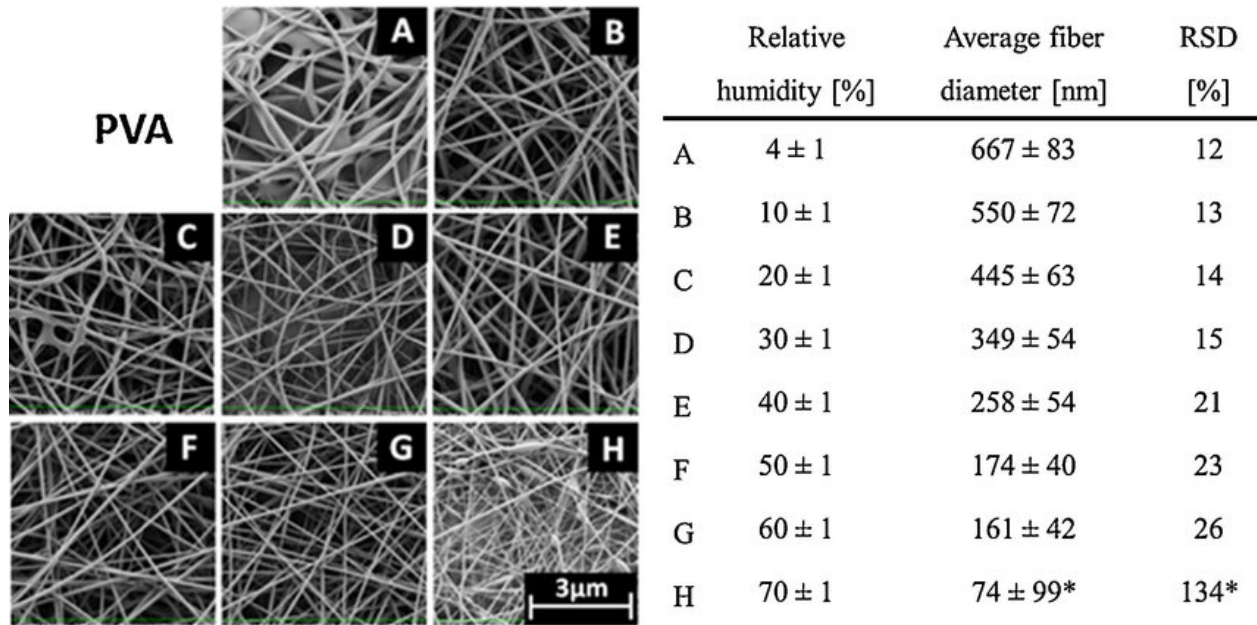 PVA
A
B
C
D
E
F
G
H
3μm
Relative humidity [%] Average fiber diameter [nm] RSD [%]
A 4 ± 1 667 ± 83 12
B 10 ± 1 550 ± 72 13
C 20 ± 1 445 ± 63 14
D 30 ± 1 349 ± 54 15
E 40 ± 1 258 ± 54 21
F 50 ± 1 174 ± 40 23
G 60 ± 1 161 ± 42 26
H 70 ± 1 74 ± 99* 134*